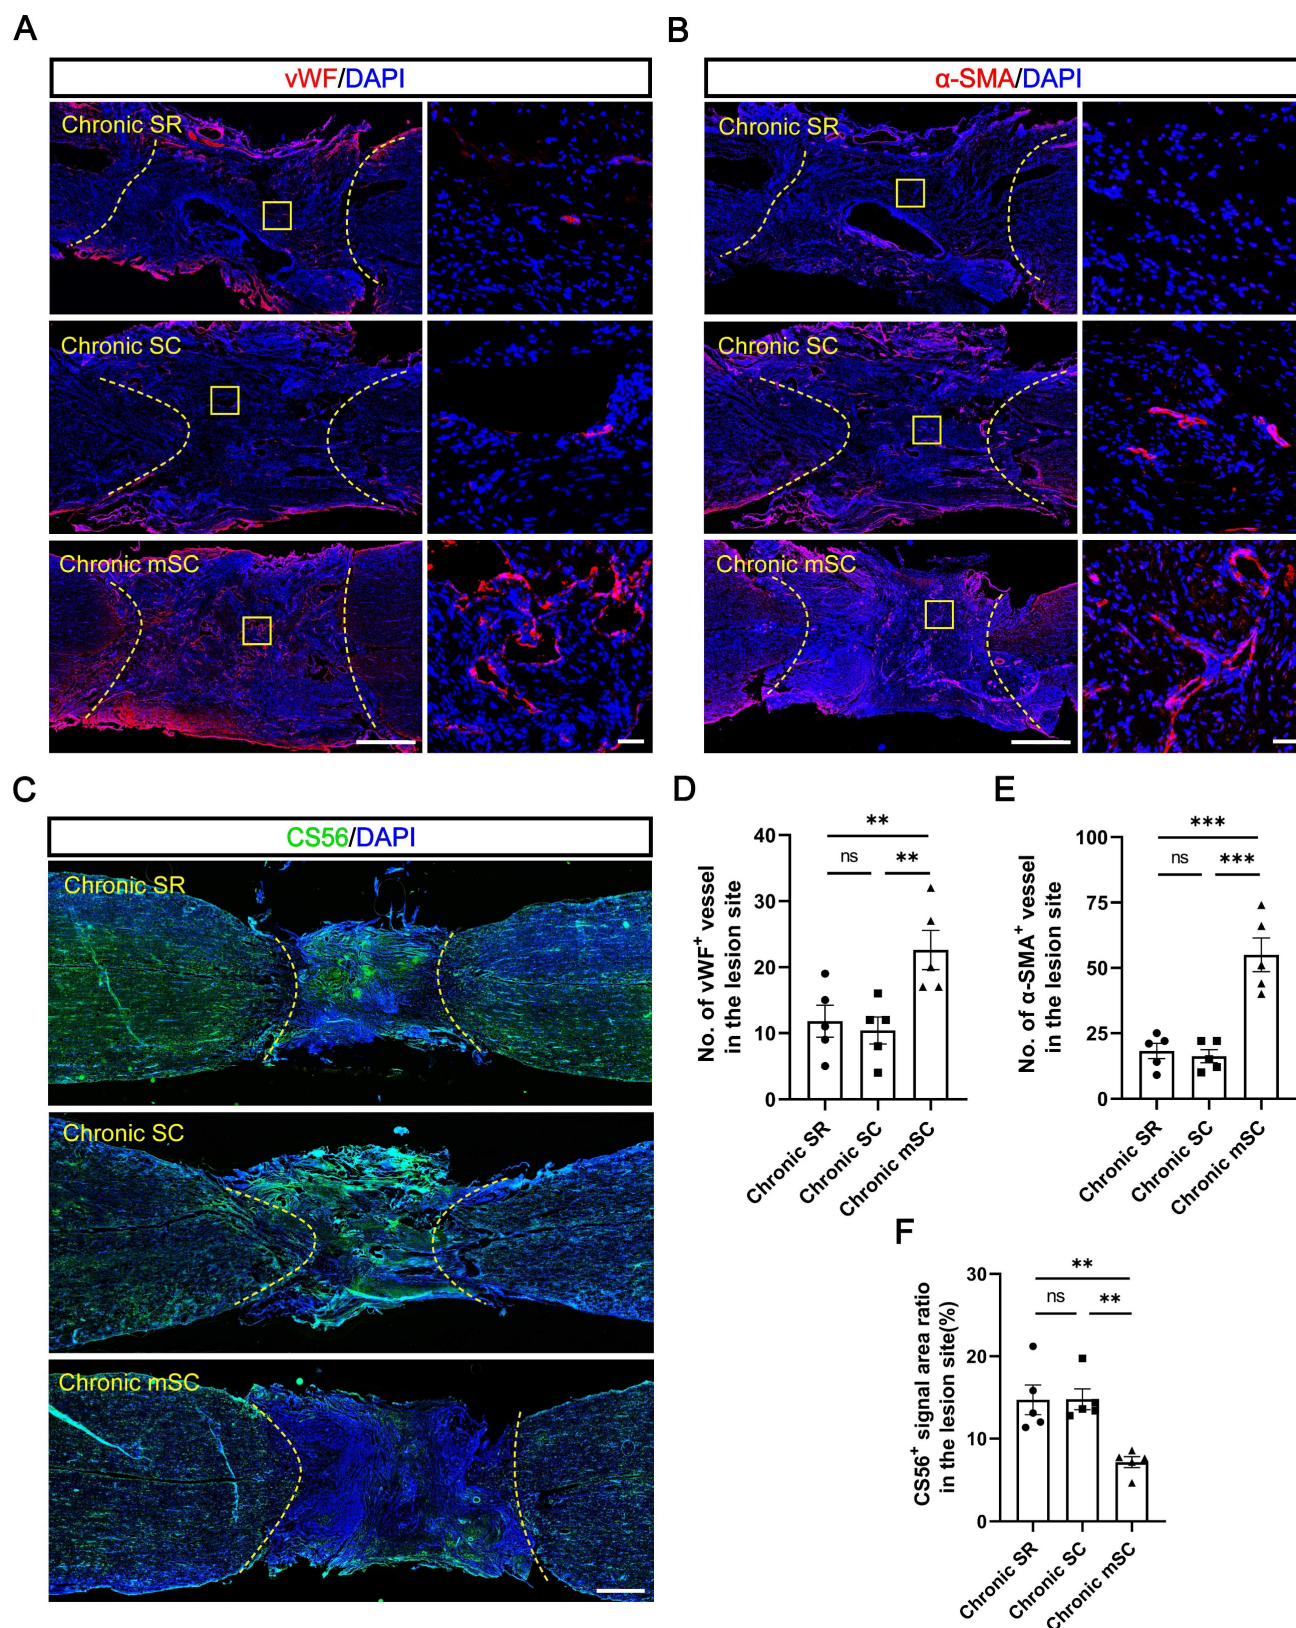 A
vWF/DAPI
Chronic SR
Chronic SC
Chronic mSC
B
α-SMA/DAPI
Chronic SR
Chronic SC
Chronic mSC
C
CS56/DAPI
Chronic SR
Chronic SC
Chronic mSC
D
No. of vWF⁺ vessel
in the lesion site
40
30
20
10
0
**
ns
**
Chronic SR
Chronic SC
Chronic mSC
E
No. of α-SMA⁺ vessel
in the lesion site
100
75
50
25
0
***
ns
***
Chronic SR
Chronic SC
Chronic mSC
F
CS56⁺ signal area ratio
in the lesion site(%)
30
20
10
0
**
ns
**
Chronic SR
Chronic SC
Chronic mSC